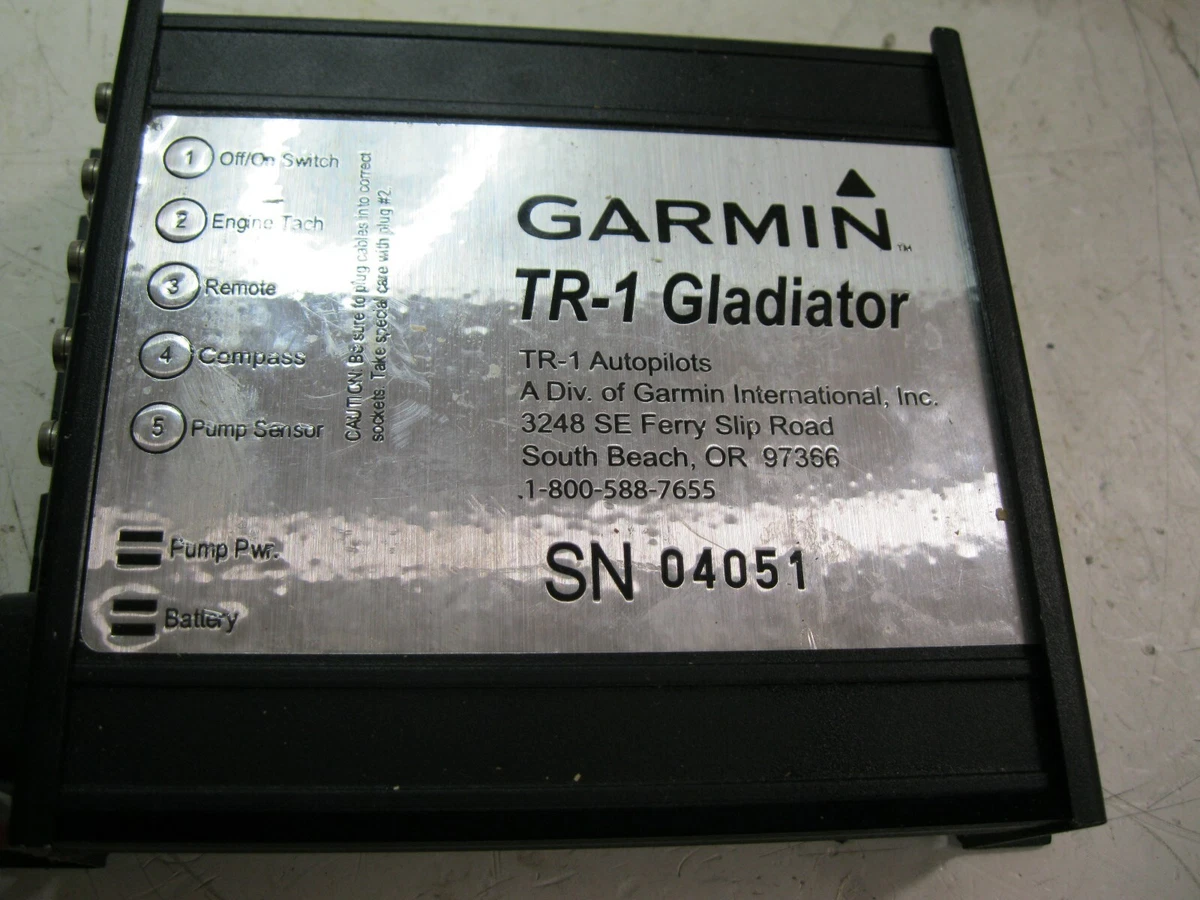 1 Off/On Switch
2 Engine Tach
3 Remote
4 Compass
5 Pump Sensor
CAUTION: Be sure to plug cables into correct
sockets. Take special care with plug #2.
Pump Pwr.
Battery
GARMIN™
TR-1 Gladiator
TR-1 Autopilots
A Div. of Garmin International, Inc.
3248 SE Ferry Slip Road
South Beach, OR 97366
.1-800-588-7655
SN 04051